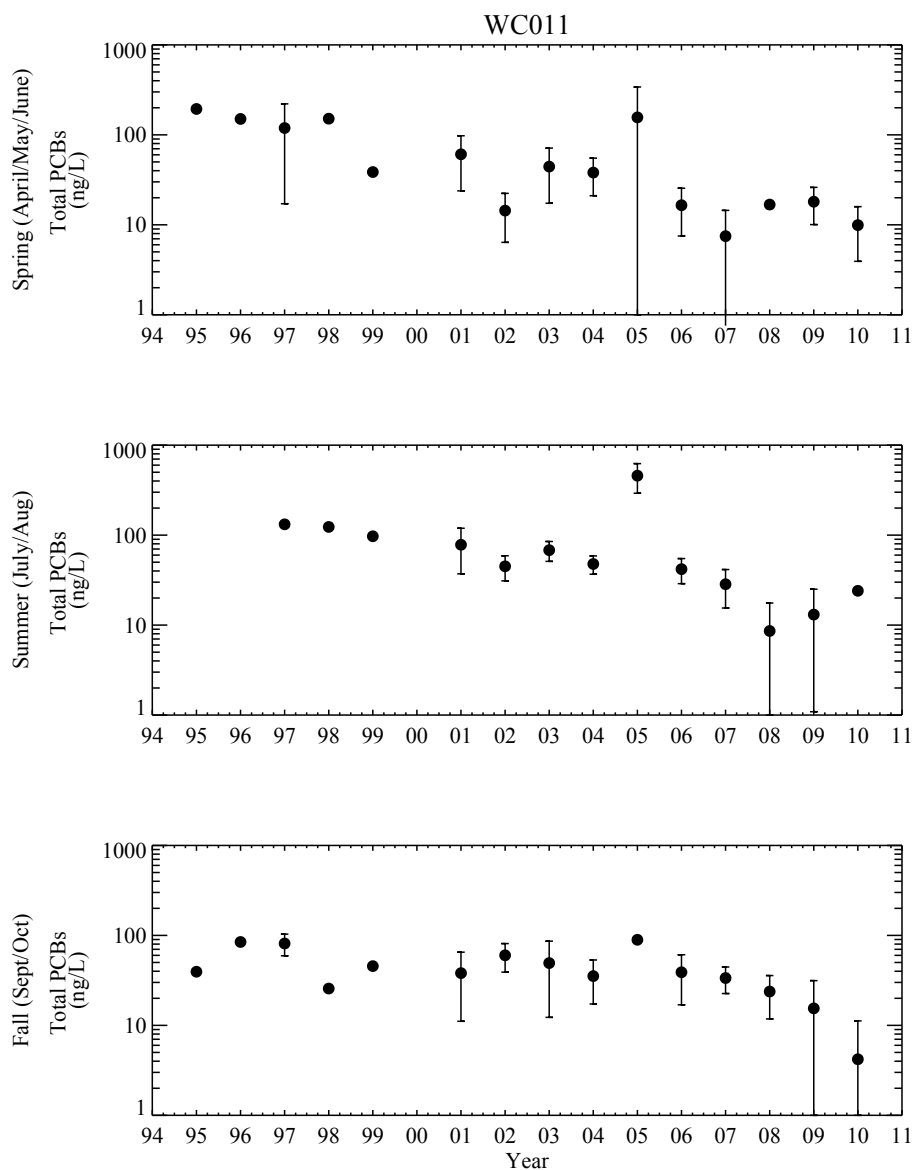 WC011
Spring (April/May/June)
Total PCBs
(ng/L)
1000
100
10
1
94 95 96 97 98 99 00 01 02 03 04 05 06 07 08 09 10 11
Summer (July/Aug)
Total PCBs
(ng/L)
1000
100
10
1
94 95 96 97 98 99 00 01 02 03 04 05 06 07 08 09 10 11
Fall (Sept/Oct)
Total PCBs
(ng/L)
1000
100
10
1
94 95 96 97 98 99 00 01 02 03 04 05 06 07 08 09 10 11
Year